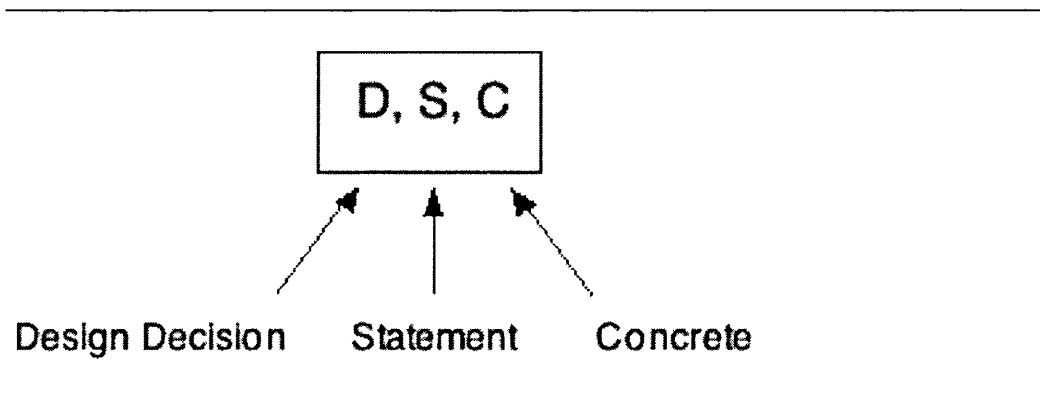 D, S, C
Design Decision Statement Concrete